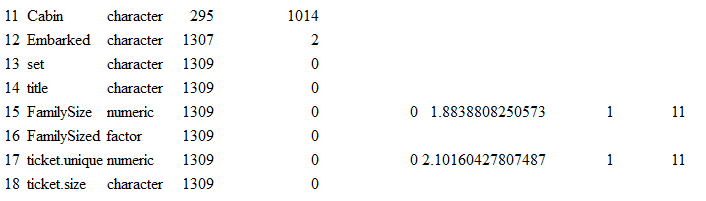 11 Cabin character 295 1014
12 Embarked character 1307 2
13 set character 1309 0
14 title character 1309 0
15 FamilySize numeric 1309 0 0 1.8838808250573 1 11
16 FamilySized factor 1309 0
17 ticket.unique numeric 1309 0 0 2.10160427807487 1 11
18 ticket.size character 1309 0